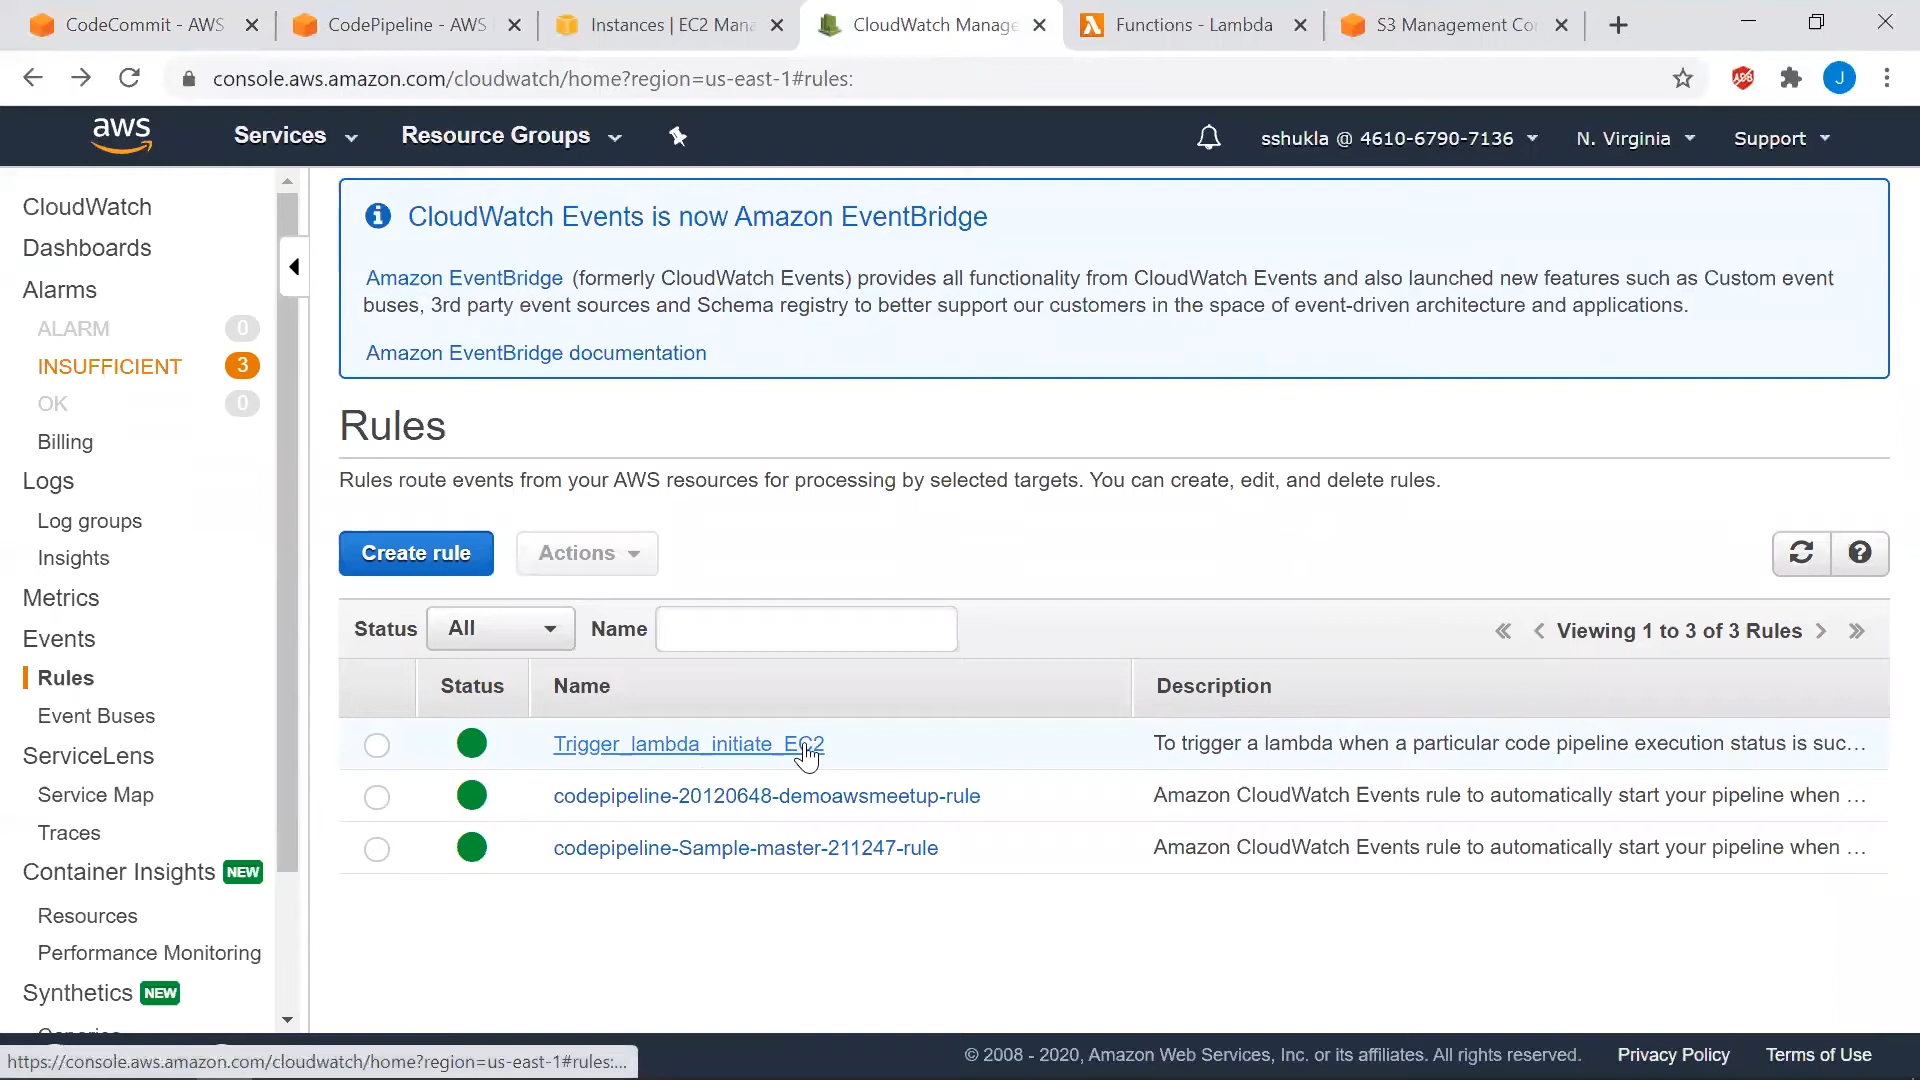 CodeCommit - AWS
CodePipeline - AWS
Instances | EC2 Mana
CloudWatch Manage
Functions - Lambda
S3 Management Co
console.aws.amazon.com/cloudwatch/home?region=us-east-1#rules:
J
aws
Services
Resource Groups
sshukla @ 4610-6790-7136
N. Virginia
Support
CloudWatch
Dashboards
Alarms
ALARM 0
INSUFFICIENT 3
OK 0
Billing
Logs
Log groups
Insights
Metrics
Events
Rules
Event Buses
ServiceLens
Service Map
Traces
Container Insights NEW
Resources
Performance Monitoring
Synthetics NEW
CloudWatch Events is now Amazon EventBridge
Amazon EventBridge (formerly CloudWatch Events) provides all functionality from CloudWatch Events and also launched new features such as Custom event
buses, 3rd party event sources and Schema registry to better support our customers in the space of event-driven architecture and applications.
Amazon EventBridge documentation
Rules
Rules route events from your AWS resources for processing by selected targets. You can create, edit, and delete rules.
Create rule
Actions
Status All Name
« < Viewing 1 to 3 of 3 Rules > »
Status Name Description
Trigger_lambda_initiate_EC2 To trigger a lambda when a particular code pipeline execution status is suc...
codepipeline-20120648-demoawsmeetup-rule Amazon CloudWatch Events rule to automatically start your pipeline when ...
codepipeline-Sample-master-211247-rule Amazon CloudWatch Events rule to automatically start your pipeline when ...
https://console.aws.amazon.com/cloudwatch/home?region=us-east-1#rules:...
© 2008 - 2020, Amazon Web Services, Inc. or its affiliates. All rights reserved.
Privacy Policy
Terms of Use